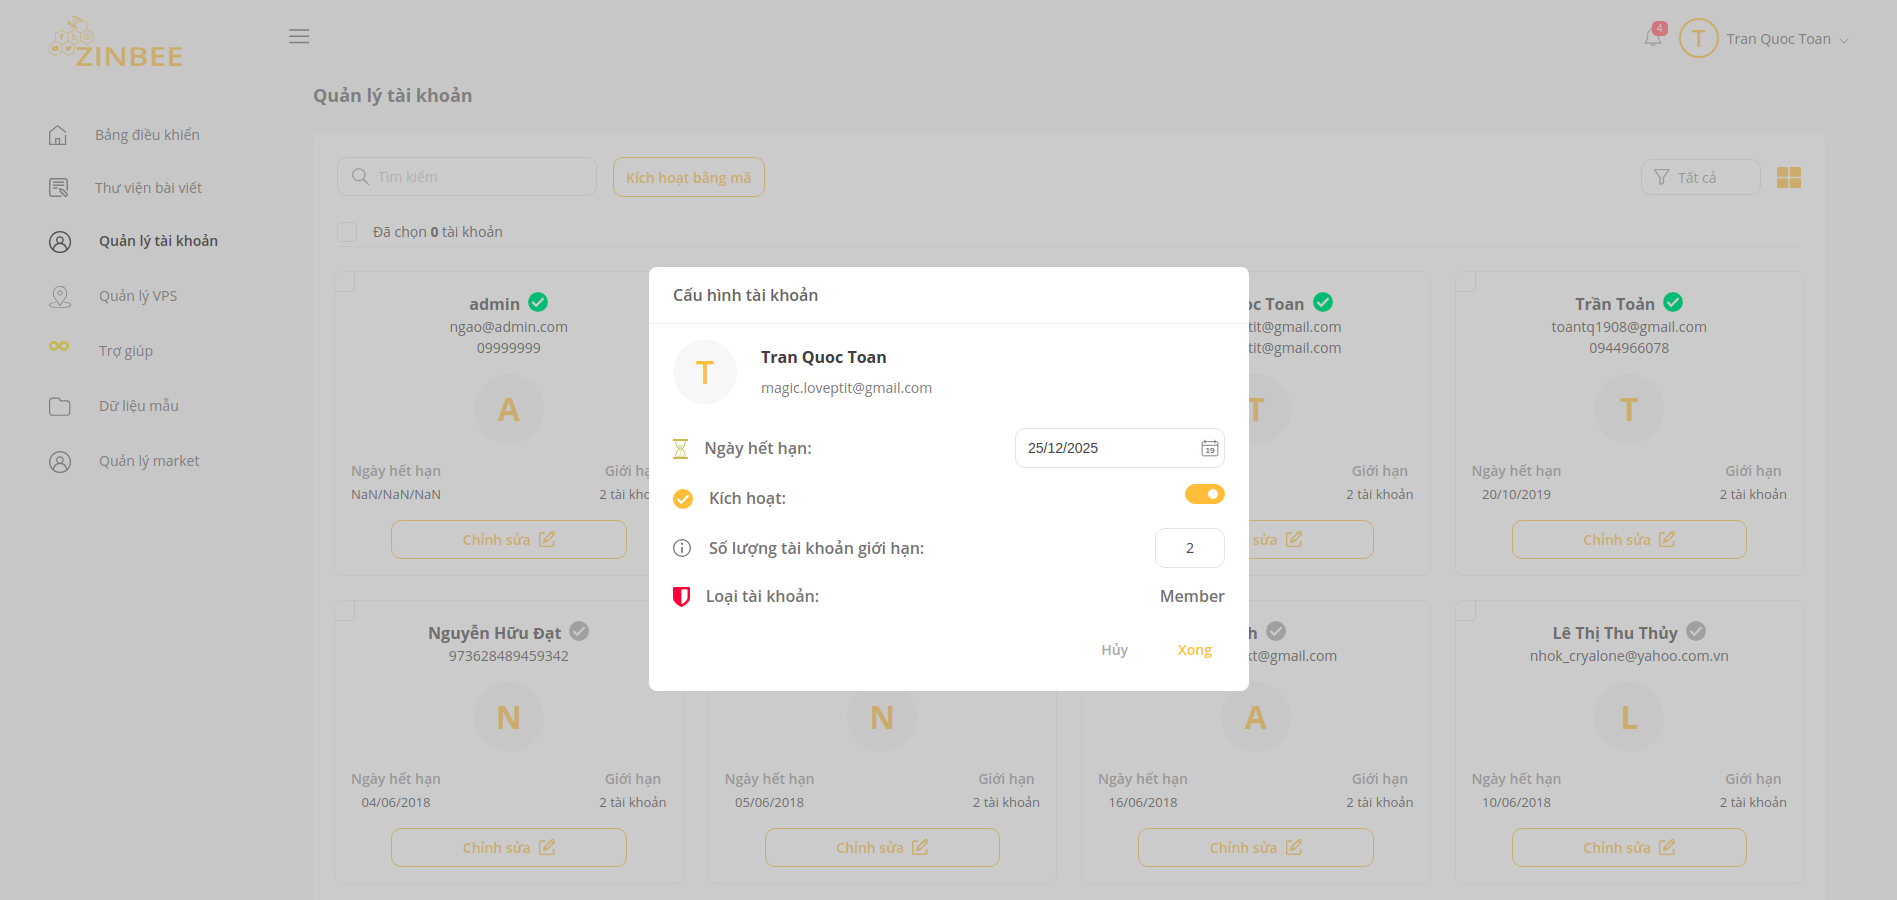 ZINBEE
4
T
Tran Quoc Toan
Quản lý tài khoản
Bảng điều khiển
Thư viện bài viết
Quản lý tài khoản
Quản lý VPS
Trợ giúp
Dữ liệu mẫu
Quản lý market
Tìm kiếm
Kích hoạt bằng mã
Tất cả
Đã chọn 0 tài khoản
admin
ngao@admin.com
09999999
A
Ngày hết hạn
NaN/NaN/NaN
Giới
2 tài
Chỉnh sửa
Toan
tit@gmail.com
tit@gmail.com
T
Giới hạn
2 tài khoản
sửa
Trần Toản
toantq1908@gmail.com
0944966078
T
Ngày hết hạn
20/10/2019
Giới hạn
2 tài khoản
Chỉnh sửa
Cấu hình tài khoản
T
Tran Quoc Toan
magic.loveptit@gmail.com
Ngày hết hạn:
25/12/2025
19
Kích hoạt:
Số lượng tài khoản giới hạn:
2
Loại tài khoản:
Member
Hủy
Xong
Nguyễn Hữu Đạt
973628489459342
N
Ngày hết hạn
04/06/2018
Giới hạn
2 tài khoản
Chỉnh sửa
N
Ngày hết hạn
05/06/2018
Giới hạn
2 tài khoản
Chỉnh sửa
h
xt@gmail.com
A
Ngày hết hạn
16/06/2018
Giới hạn
2 tài khoản
Chỉnh sửa
Lê Thị Thu Thủy
nhok_cryalone@yahoo.com.vn
L
Ngày hết hạn
10/06/2018
Giới hạn
2 tài khoản
Chỉnh sửa